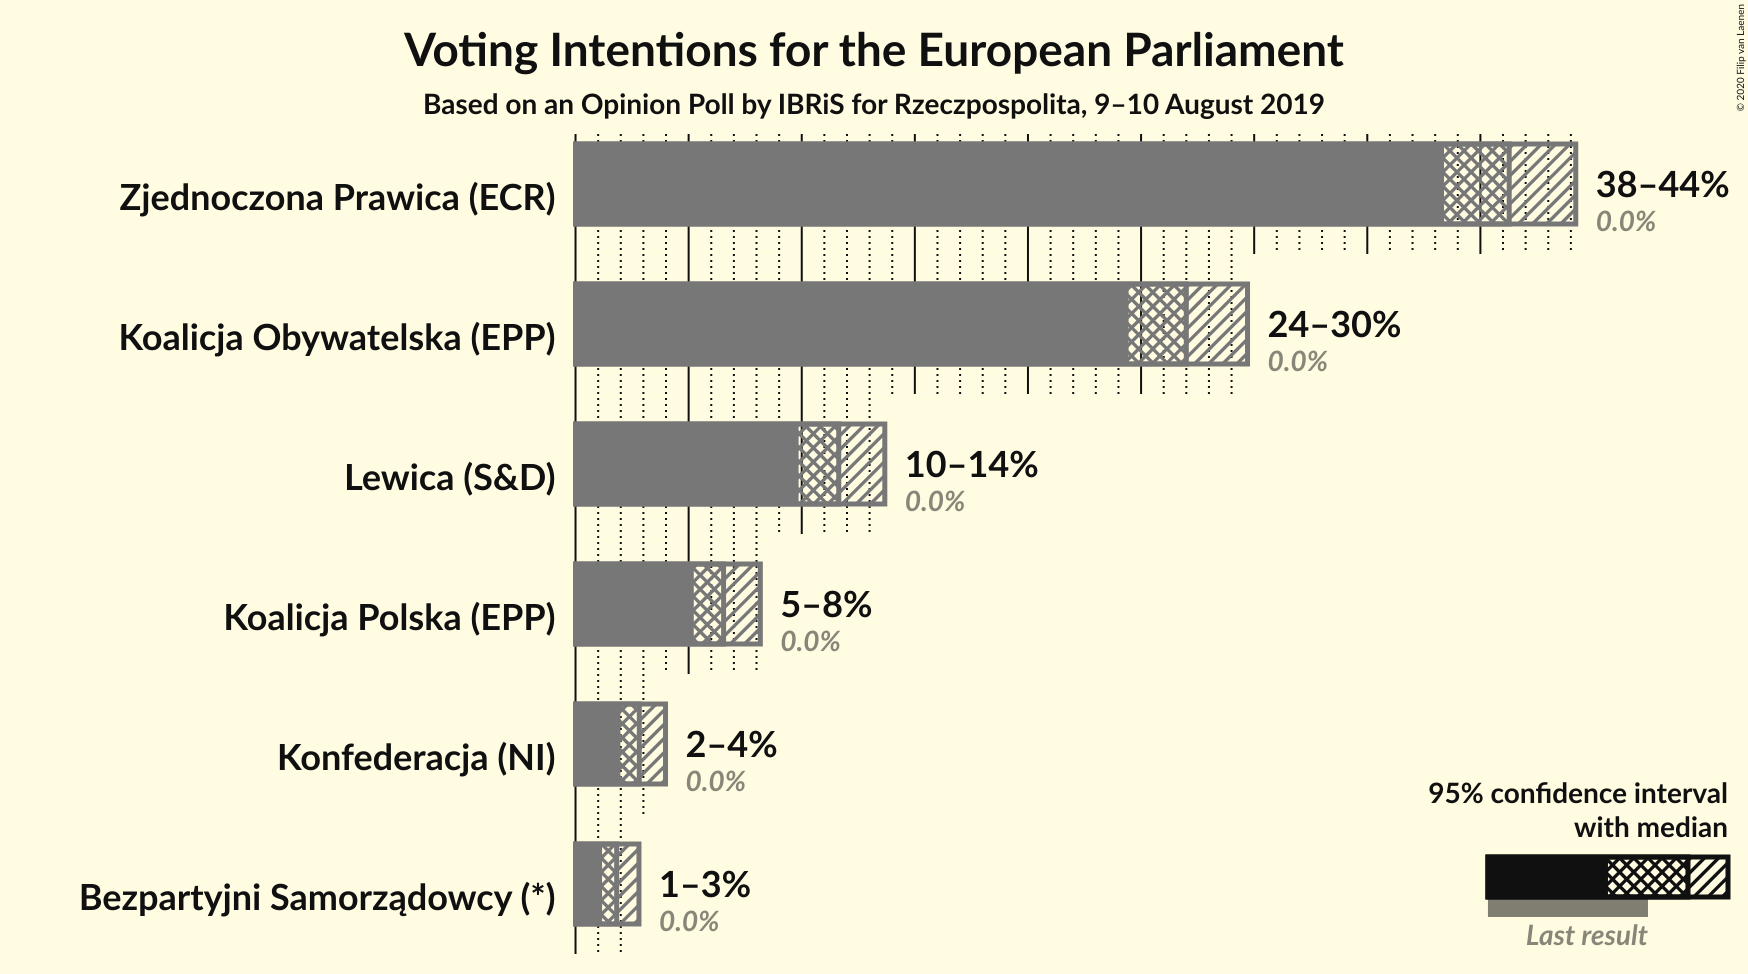 Voting Intentions for the European Parliament
Based on an Opinion Poll by IBRiS for Rzeczpospolita, 9–10 August 2019
© 2020 Filip van Laenen
Zjednoczona Prawica (ECR)
38–44%
0.0%
Koalicja Obywatelska (EPP)
24–30%
0.0%
Lewica (S&D)
10–14%
0.0%
Koalicja Polska (EPP)
5–8%
0.0%
Konfederacja (NI)
2–4%
0.0%
Bezpartyjni Samorządowcy (*)
1–3%
0.0%
95% confidence interval
with median
Last result